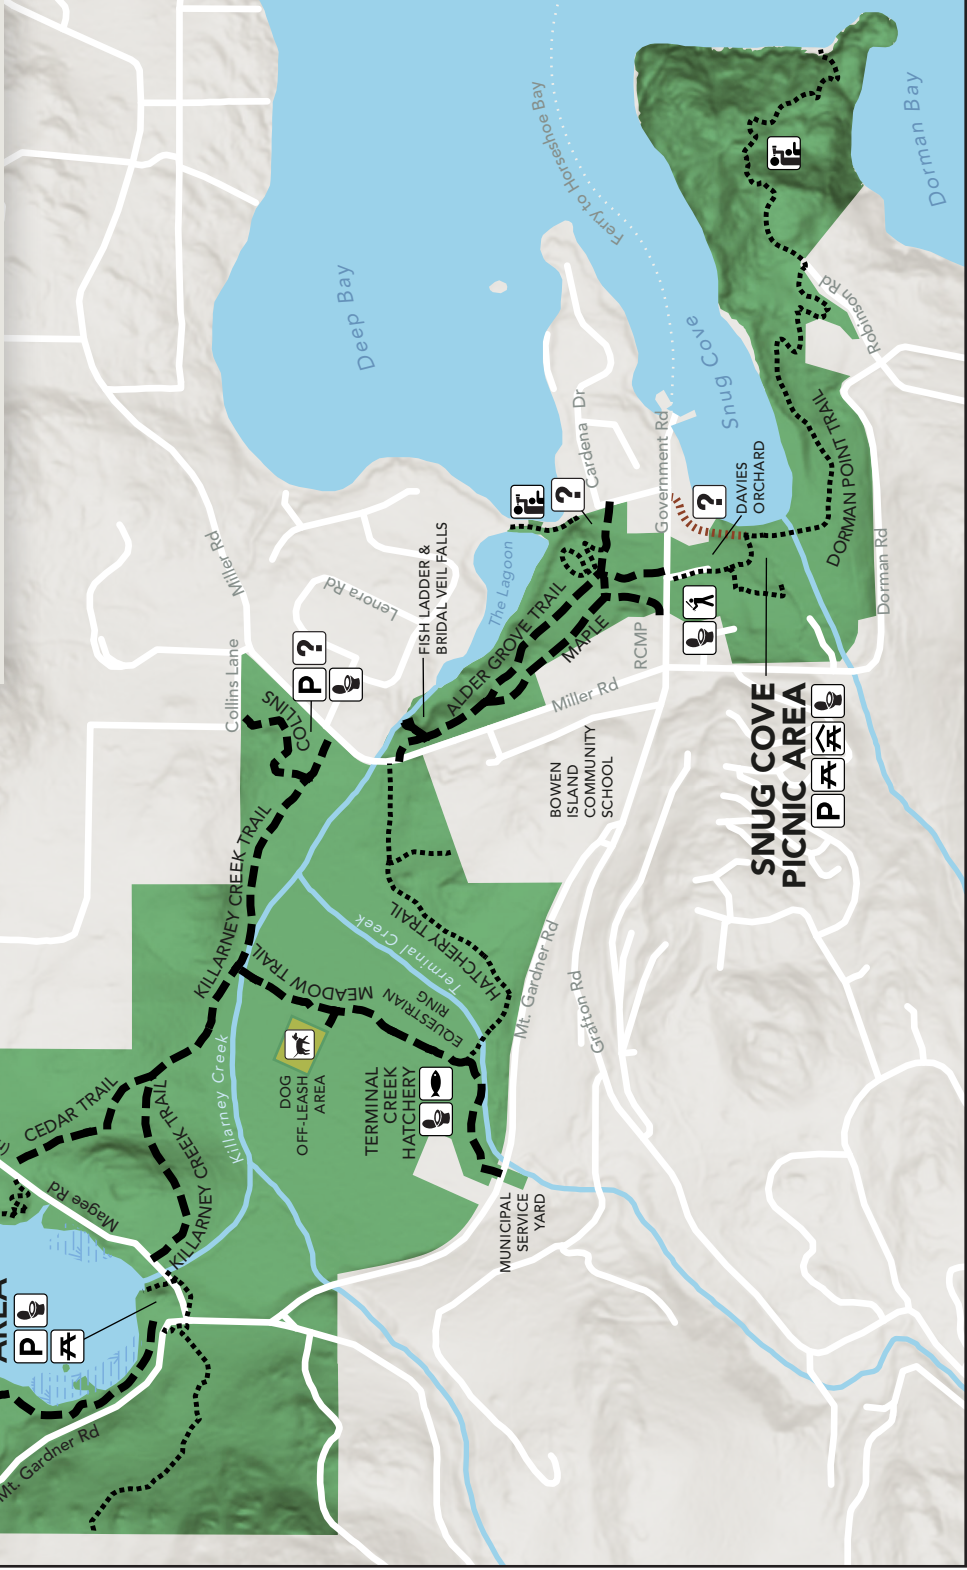 Dorman Bay
Ferry to Horseshoe Bay
Deep Bay
Snug Cove
Robinson Rd
Cardena Dr
Government Rd
DORMAN POINT TRAIL
Dorman Rd
DAVIES
ORCHARD
?
?
The Lagoon
FISH LADDER &
BRIDAL VEIL FALLS
ALDER GROVE TRAIL
MAPLE
RCMP
Miller Rd
Miller Rd
Lenora Rd
Collins Lane
COLLINS
COLLINS
P
?
BOWEN
ISLAND
COMMUNITY
SCHOOL
SNUG COVE
PICNIC AREA
P
KILLARNEY CREEK TRAIL
MEADOW TRAIL
Terminal Creek
HATCHERY TRAIL
EQUESTRIAN
RING
Mt. Gardner Rd
Grafton Rd
DOG
OFF-LEASH
AREA
TERMINAL
CREEK
HATCHERY
Killarney Creek
CEDAR TRAIL
KILLARNEY CREEK TRAIL
Magee Rd
MUNICIPAL
SERVICE
YARD
AREA
P
Mt. Gardner Rd